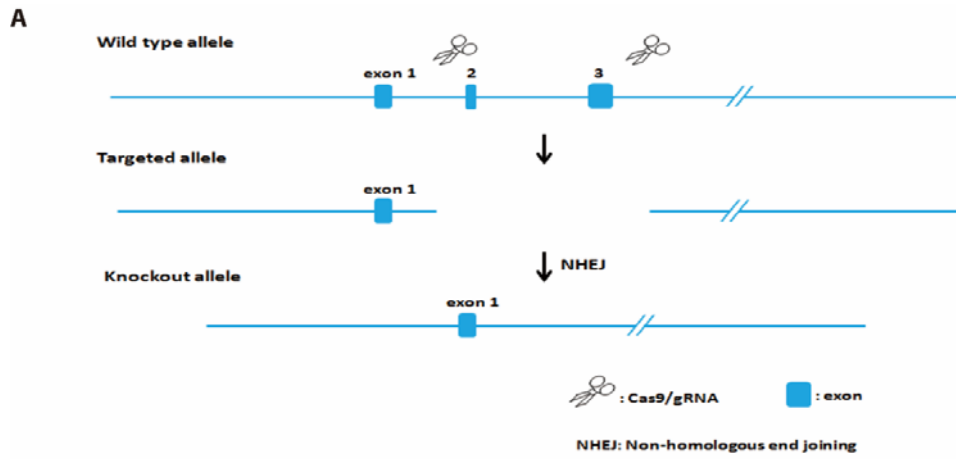 A
Wild type allele
exon 1 2 3
Targeted allele
exon 1
NHEJ
Knockout allele
exon 1
: Cas9/gRNA : exon
NHEJ: Non-homologous end joining